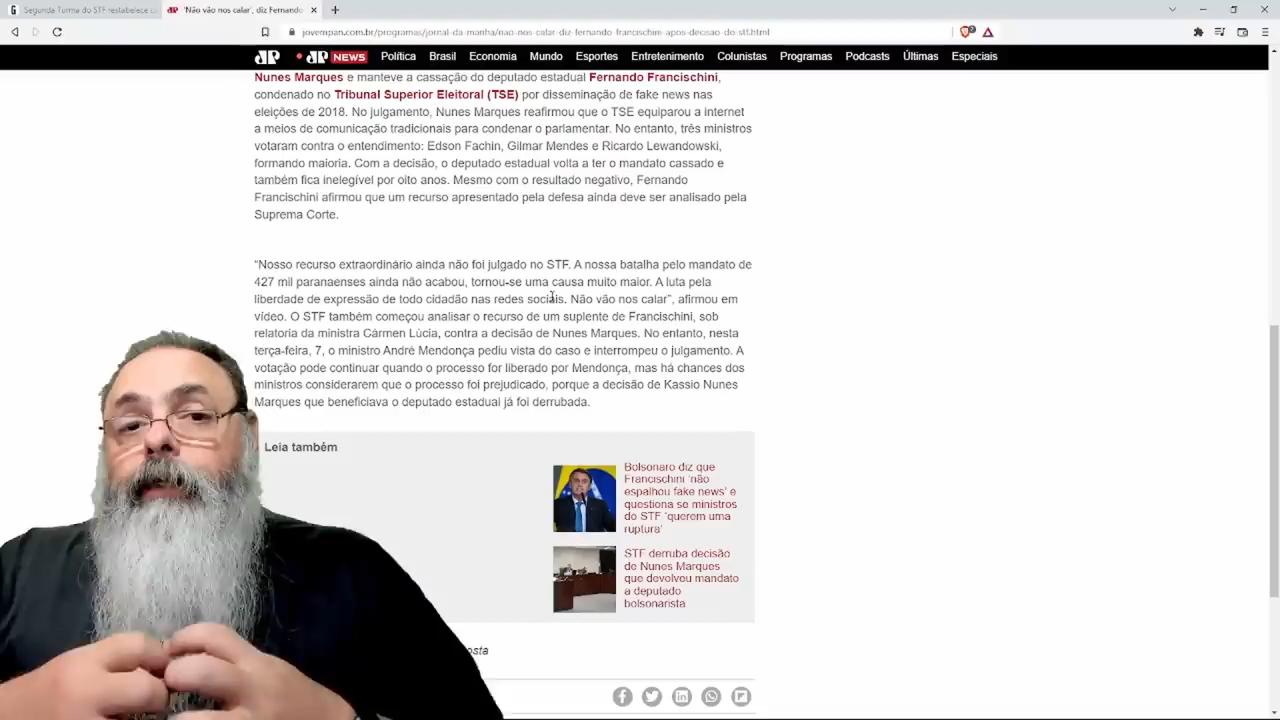 Segunda Turma do STF restabelece ca
'Não vão nos calar', diz Fernando
jovempan.com.br/programas/jornal-da-manha/nao-nos-calar-diz-fernando-francischini-apos-decisao-do-stf.html
JP JP NEWS Política Brasil Economia Mundo Esportes Entretenimento Colunistas Programas Podcasts Últimas Especiais
Nunes Marques e manteve a cassação do deputado estadual Fernando Francischini,
condenado no Tribunal Superior Eleitoral (TSE) por disseminação de fake news nas
eleições de 2018. No julgamento, Nunes Marques reafirmou que o TSE equiparou a internet
a meios de comunicação tradicionais para condenar o parlamentar. No entanto, três ministros
votaram contra o entendimento: Edson Fachin, Gilmar Mendes e Ricardo Lewandowski,
formando maioria. Com a decisão, o deputado estadual volta a ter o mandato cassado e
também fica inelegível por oito anos. Mesmo com o resultado negativo, Fernando
Francischini afirmou que um recurso apresentado pela defesa ainda deve ser analisado pela
Suprema Corte.
“Nosso recurso extraordinário ainda não foi julgado no STF. A nossa batalha pelo mandato de
427 mil paranaenses ainda não acabou, tornou-se uma causa muito maior. A luta pela
liberdade de expressão de todo cidadão nas redes sociais. Não vão nos calar”, afirmou em
vídeo. O STF também começou analisar o recurso de um suplente de Francischini, sob
relatoria da ministra Cármen Lúcia, contra a decisão de Nunes Marques. No entanto, nesta
terça-feira, 7, o ministro André Mendonça pediu vista do caso e interrompeu o julgamento. A
votação pode continuar quando o processo for liberado por Mendonça, mas há chances dos
ministros considerarem que o processo foi prejudicado, porque a decisão de Kassio Nunes
Marques que beneficiava o deputado estadual já foi derrubada.
Leia também
Bolsonaro diz que
Francischini ‘não
espalhou fake news’ e
questiona se ministros
do STF ‘querem uma
ruptura’
STF derruba decisão
de Nunes Marques
que devolveu mandato
a deputado
bolsonarista